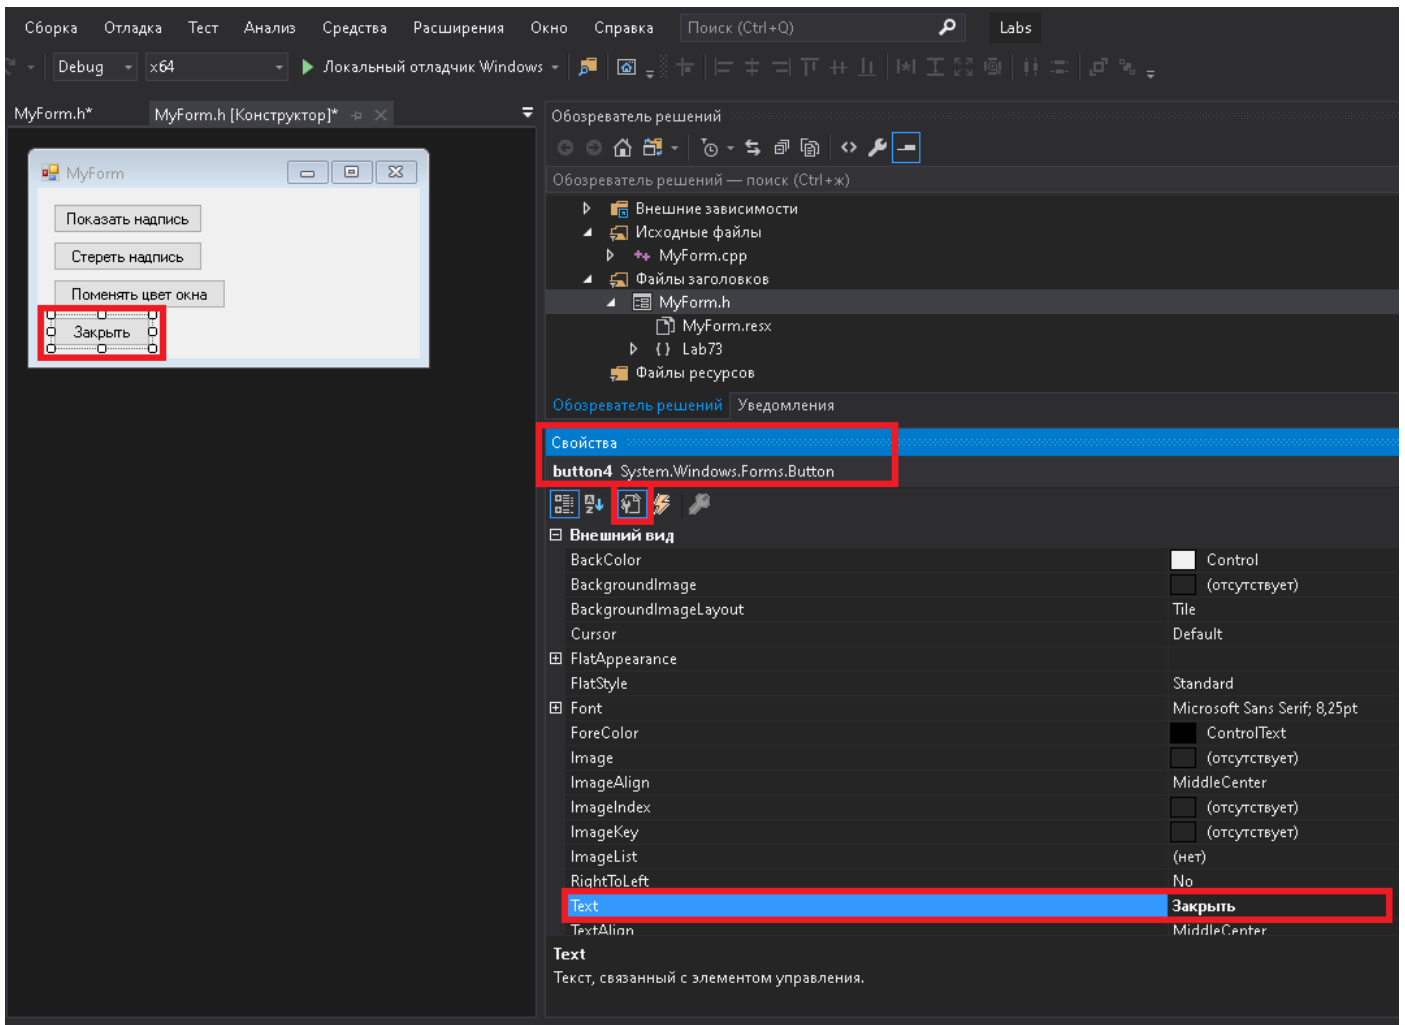 Сборка Отладка Тест Анализ Средства Расширения Окно Справка Поиск (Ctrl+Q) Labs
Debug x64 Локальный отладчик Windows
MyForm.h* MyForm.h [Конструктор]*
MyForm
Показать надпись
Стереть надпись
Поменять цвет окна
Закрыть
Обозреватель решений
Обозреватель решений — поиск (Ctrl+ж)
Внешние зависимости
Исходные файлы
++ MyForm.cpp
Файлы заголовков
MyForm.h
MyForm.resx
{ } Lab73
Файлы ресурсов
Обозреватель решений Уведомления
Свойства
button4 System.Windows.Forms.Button
Внешний вид
BackColor Control
BackgroundImage (отсутствует)
BackgroundImageLayout Tile
Cursor Default
FlatAppearance
FlatStyle Standard
Font Microsoft Sans Serif; 8,25pt
ForeColor ControlText
Image (отсутствует)
ImageAlign MiddleCenter
ImageIndex (отсутствует)
ImageKey (отсутствует)
ImageList (нет)
RightToLeft No
Text Закрыть
TextAlign MiddleCenter
Text
Текст, связанный с элементом управления.